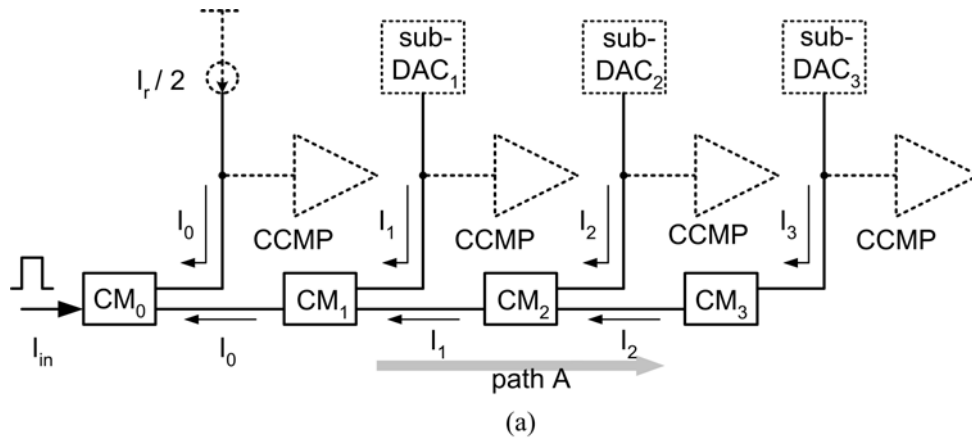 sub-
DAC₁
sub-
DAC₂
sub-
DAC₃
Iᵣ / 2
I₀
I₁
I₂
I₃
CCMP
CCMP
CCMP
CCMP
CM₀
CM₁
CM₂
CM₃
Iᵢₙ
I₀
I₁
I₂
path A
(a)